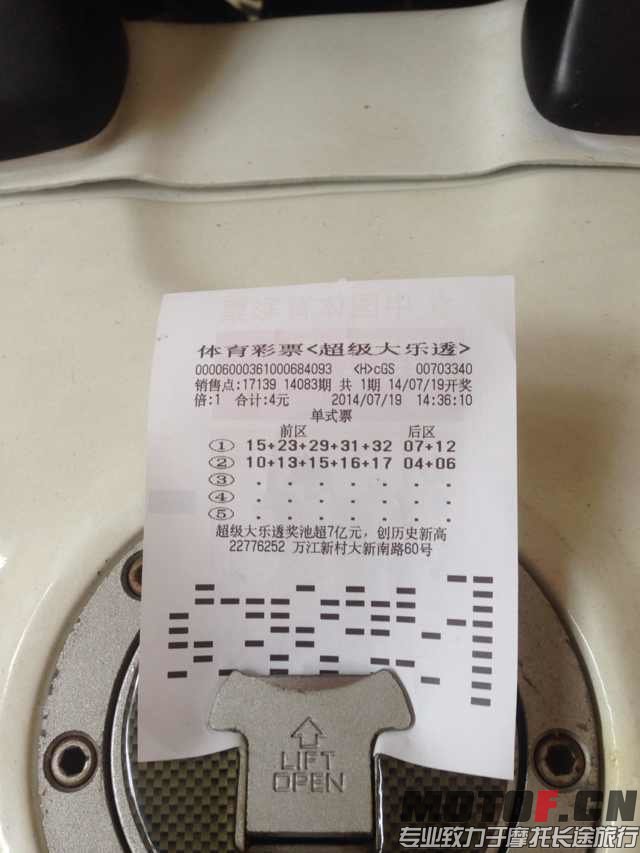 体育彩票<超级大乐透>
00006000361000684093 <H>cGS 00703340
销售点:17139 14083期 共 1期 14/07/19开奖
倍:1 合计:4元 2014/07/19 14:36:10
单式票
前区 后区
① 15+23+29+31+32 07+12
② 10+13+15+16+17 04+06
③ . . . . . . .
④ . . . . . . .
⑤ . . . . . . .
超级大乐透奖池超7亿元，创历史新高
22776252 万江新村大新南路60号
LIFT
OPEN
MOTOF.CN
专业致力于摩托长途旅行